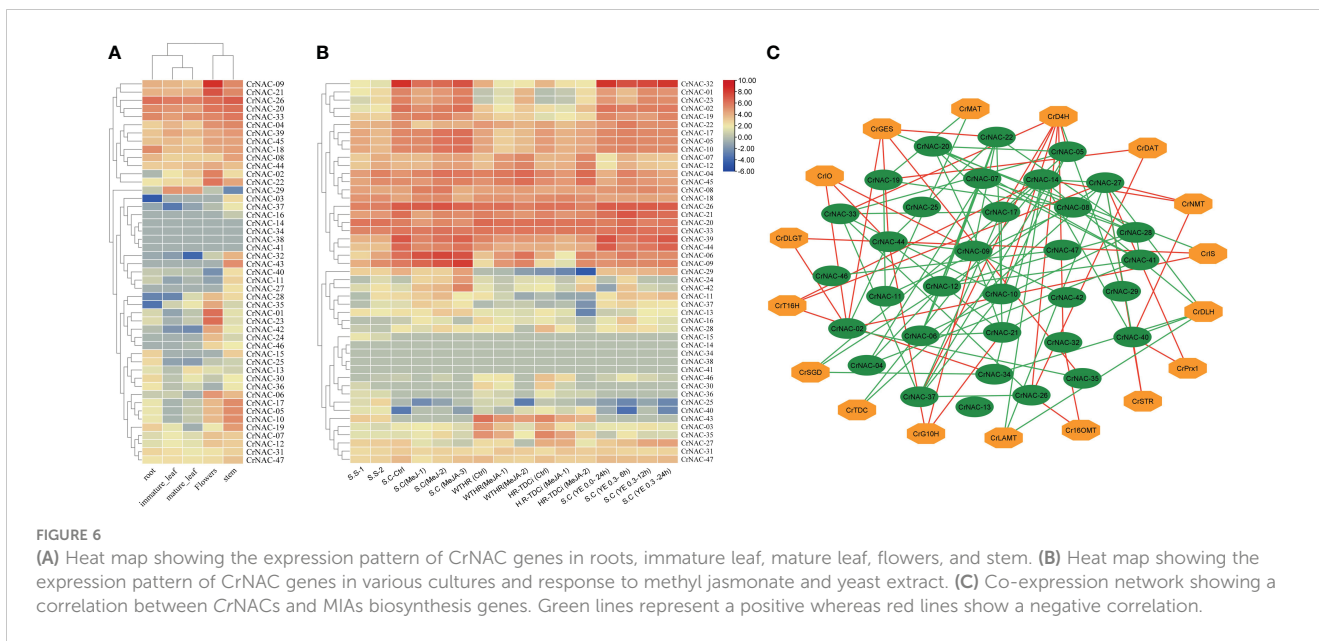 A
B
C
CrNAC-09
CrNAC-21
CrNAC-26
CrNAC-20
CrNAC-33
CrNAC-04
CrNAC-39
CrNAC-45
CrNAC-18
CrNAC-08
CrNAC-44
CrNAC-02
CrNAC-22
CrNAC-29
CrNAC-03
CrNAC-37
CrNAC-16
CrNAC-14
CrNAC-34
CrNAC-38
CrNAC-41
CrNAC-32
CrNAC-43
CrNAC-40
CrNAC-11
CrNAC-27
CrNAC-28
CrNAC-35
CrNAC-01
CrNAC-23
CrNAC-42
CrNAC-24
CrNAC-46
CrNAC-15
CrNAC-25
CrNAC-13
CrNAC-30
CrNAC-36
CrNAC-06
CrNAC-17
CrNAC-05
CrNAC-10
CrNAC-19
CrNAC-07
CrNAC-12
CrNAC-31
CrNAC-47
root
immature_leaf
mature_leaf
Flowers
stem
CrNAC-32
CrNAC-01
CrNAC-23
CrNAC-02
CrNAC-19
CrNAC-22
CrNAC-17
CrNAC-05
CrNAC-10
CrNAC-07
CrNAC-12
CrNAC-04
CrNAC-45
CrNAC-08
CrNAC-18
CrNAC-26
CrNAC-21
CrNAC-20
CrNAC-33
CrNAC-39
CrNAC-44
CrNAC-06
CrNAC-09
CrNAC-29
CrNAC-24
CrNAC-42
CrNAC-11
CrNAC-37
CrNAC-13
CrNAC-16
CrNAC-28
CrNAC-15
CrNAC-14
CrNAC-34
CrNAC-38
CrNAC-41
CrNAC-46
CrNAC-30
CrNAC-36
CrNAC-25
CrNAC-40
CrNAC-43
CrNAC-03
CrNAC-35
CrNAC-27
CrNAC-31
CrNAC-47
S.S-1
S.S-2
S.C-Ctrl
S.C(MeJ-1)
S.C(MeJ-2)
S.C (MeJA-3)
WTHR (Ctrl)
WTHR(MeJA-1)
WTHR(MeJA-2)
HR-TDCi (Ctrl)
H.R-TDCi (MeJA-1)
HR-TDCi (MeJA-2)
S.C (YE 0.0- 24h)
S.C (YE 0.3- 6h)
S.C (YE 0.3-12h)
S.C (YE 0.3 -24h)
10.00
8.00
6.00
4.00
2.00
0.00
-2.00
-4.00
-6.00
CrMAT
CrD4H
CrGES
CrDAT
CrIO
CrNMT
CrDLGT
CrIS
CrT16H
CrDLH
CrSGD
CrPrx1
CrTDC
CrSTR
CrG10H
CrLAMT
Cr16OMT
CrNAC-22
CrNAC-20
CrNAC-05
CrNAC-19
CrNAC-07
CrNAC-14
CrNAC-27
CrNAC-33
CrNAC-25
CrNAC-17
CrNAC-08
CrNAC-28
CrNAC-44
CrNAC-09
CrNAC-47
CrNAC-41
CrNAC-46
CrNAC-12
CrNAC-11
CrNAC-10
CrNAC-42
CrNAC-29
CrNAC-02
CrNAC-06
CrNAC-21
CrNAC-32
CrNAC-40
CrNAC-04
CrNAC-34
CrNAC-35
CrNAC-37
CrNAC-13
CrNAC-26
FIGURE 6
(A) Heat map showing the expression pattern of CrNAC genes in roots, immature leaf, mature leaf, flowers, and stem. (B) Heat map showing the
expression pattern of CrNAC genes in various cultures and response to methyl jasmonate and yeast extract. (C) Co-expression network showing a
correlation between CrNACs and MIAs biosynthesis genes. Green lines represent a positive whereas red lines show a negative correlation.